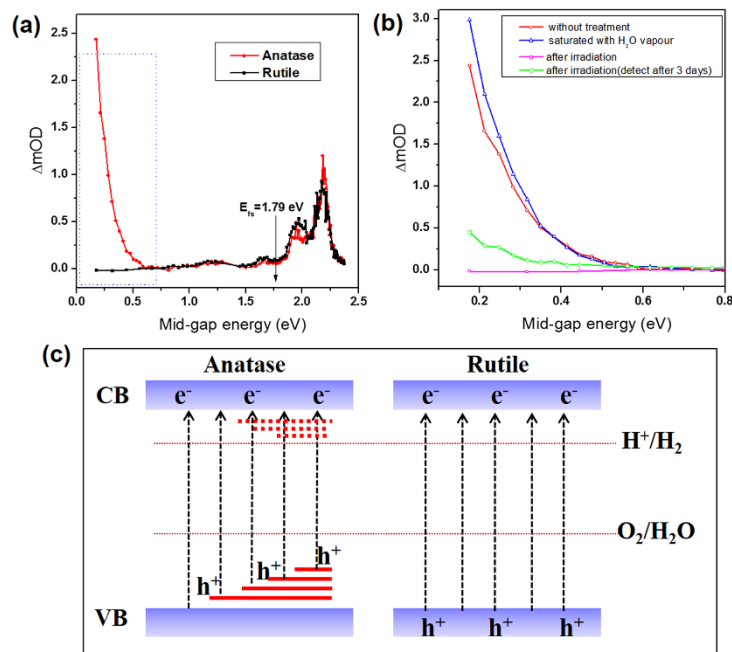 (a)
Anatase
Rutile
E_fs=1.79 eV
ΔmOD
2.5
2.0
1.5
1.0
0.5
0.0
0.0 0.5 1.0 1.5 2.0 2.5
Mid-gap energy (eV)
(b)
without treatment
saturated with H₂O vapour
after irradiation
after irradiation(detect after 3 days)
ΔmOD
3.0
2.5
2.0
1.5
1.0
0.5
0.0
0.2 0.4 0.6 0.8
Mid-gap energy (eV)
(c)
Anatase Rutile
CB e⁻ e⁻ e⁻ e⁻ e⁻ e⁻
H⁺/H₂
O₂/H₂O
h⁺ h⁺ h⁺
VB h⁺ h⁺ h⁺